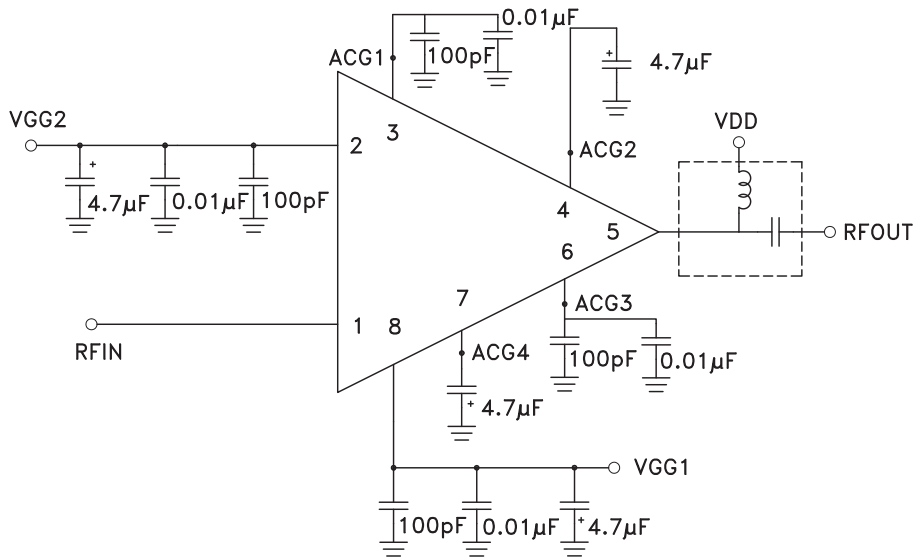 0.01µF
ACG1
100pF
4.7µF
VGG2
VDD
2
3
ACG2
4.7µF
0.01µF
100pF
4
5
RFOUT
6
7
ACG3
1
8
RFIN
ACG4
100pF
0.01µF
4.7µF
VGG1
100pF
0.01µF
4.7µF